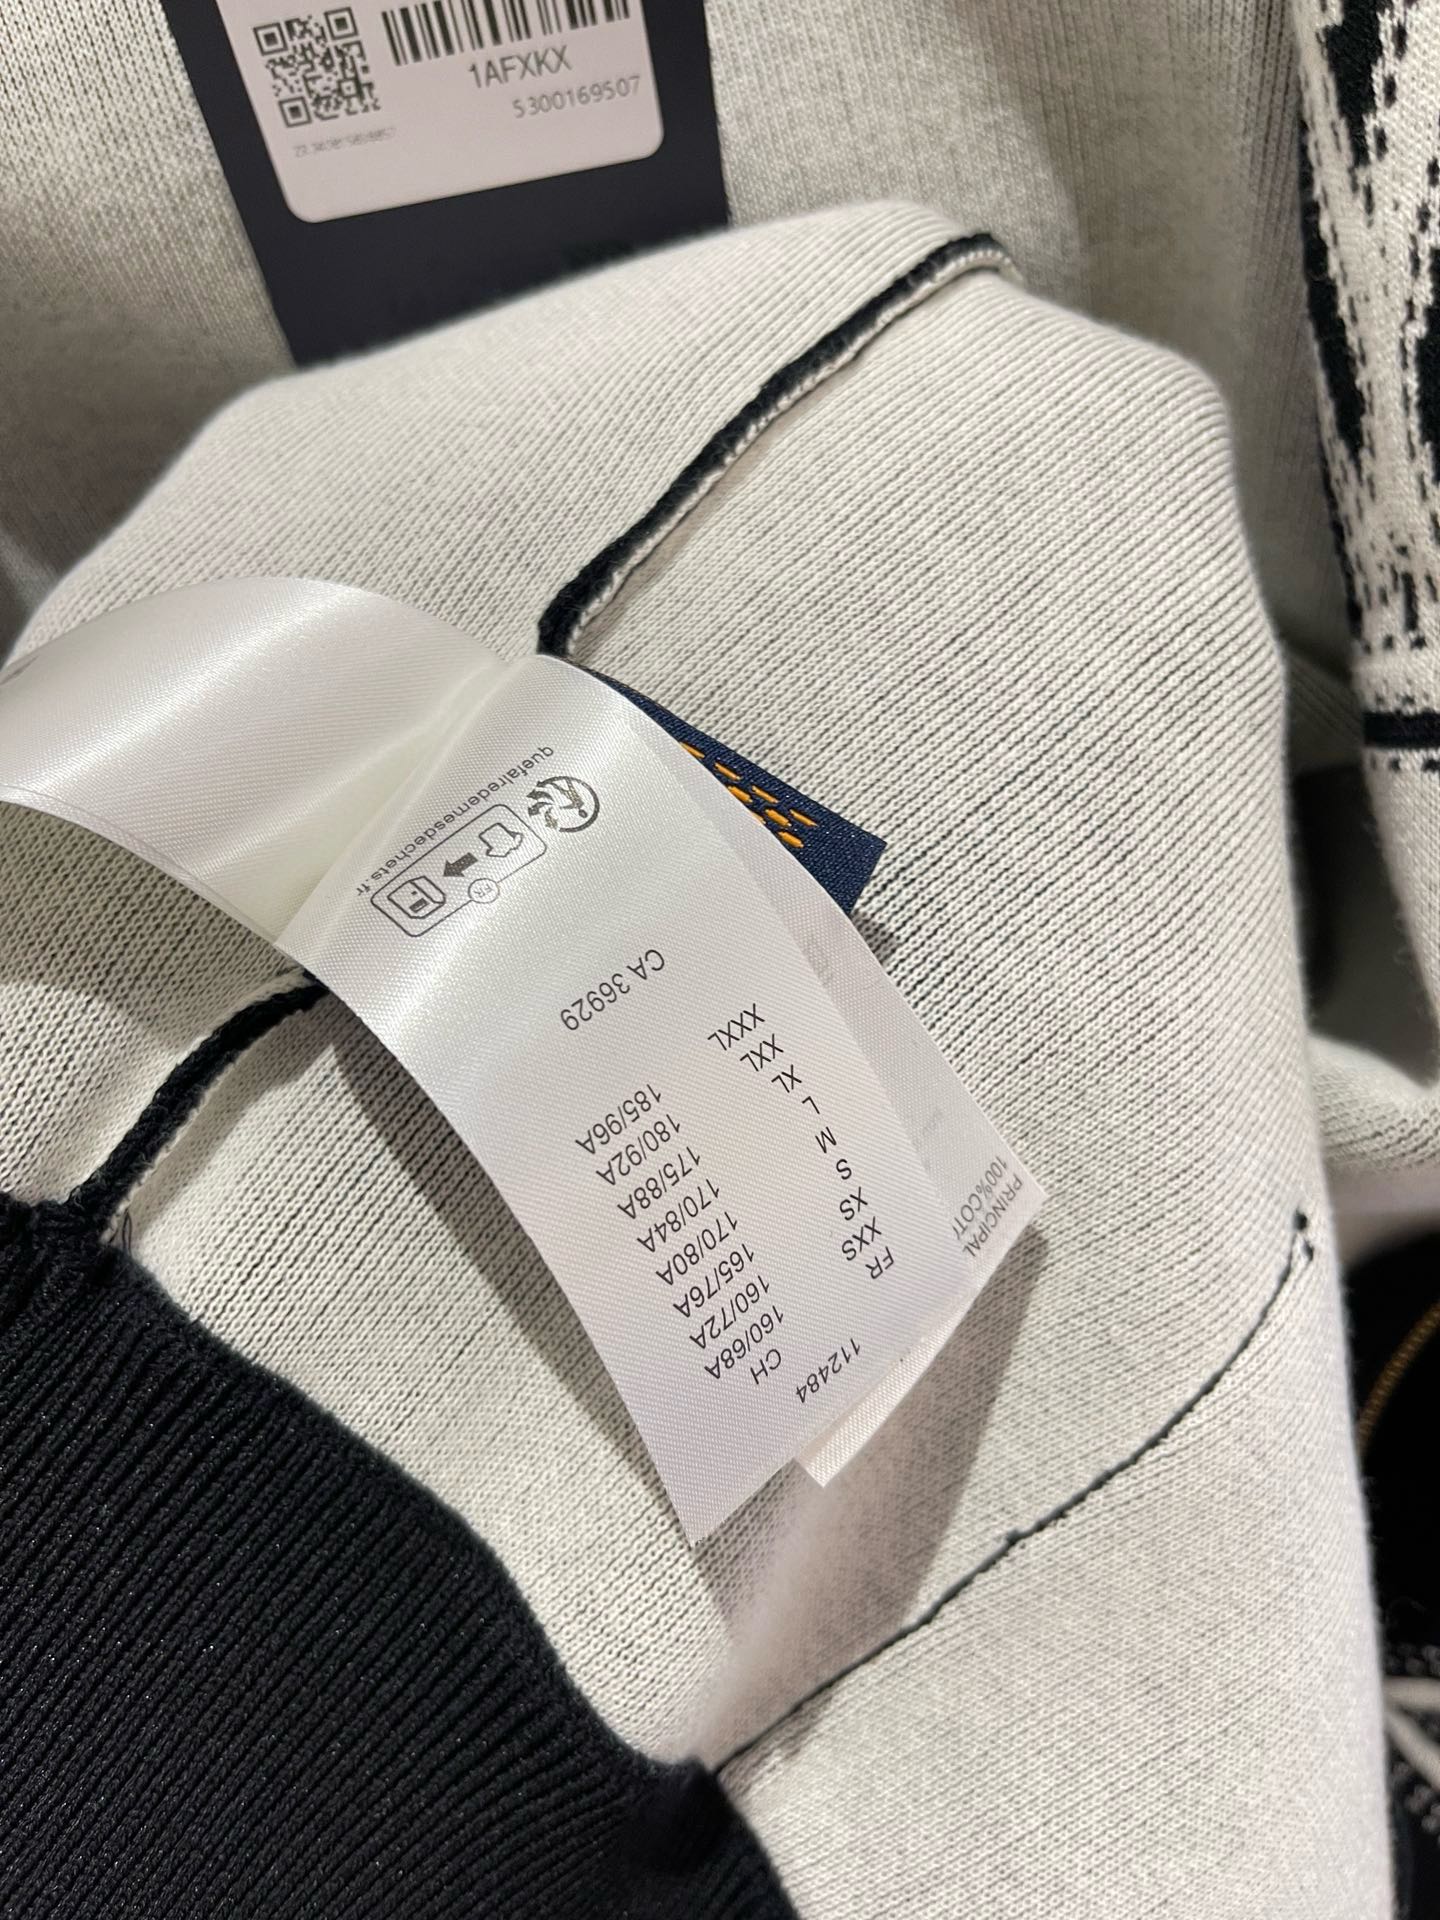 1AFXKX
5300169507
112484
FR CH
XXS 160/68A
XS 160/72A
S 165/76A
M 170/80A
L 170/84A
XL 175/88A
XXL 180/92A
XXXL 185/96A
CA 36929
FR
quefairedemesdechets.fr
PRINCIPAL
100%COT